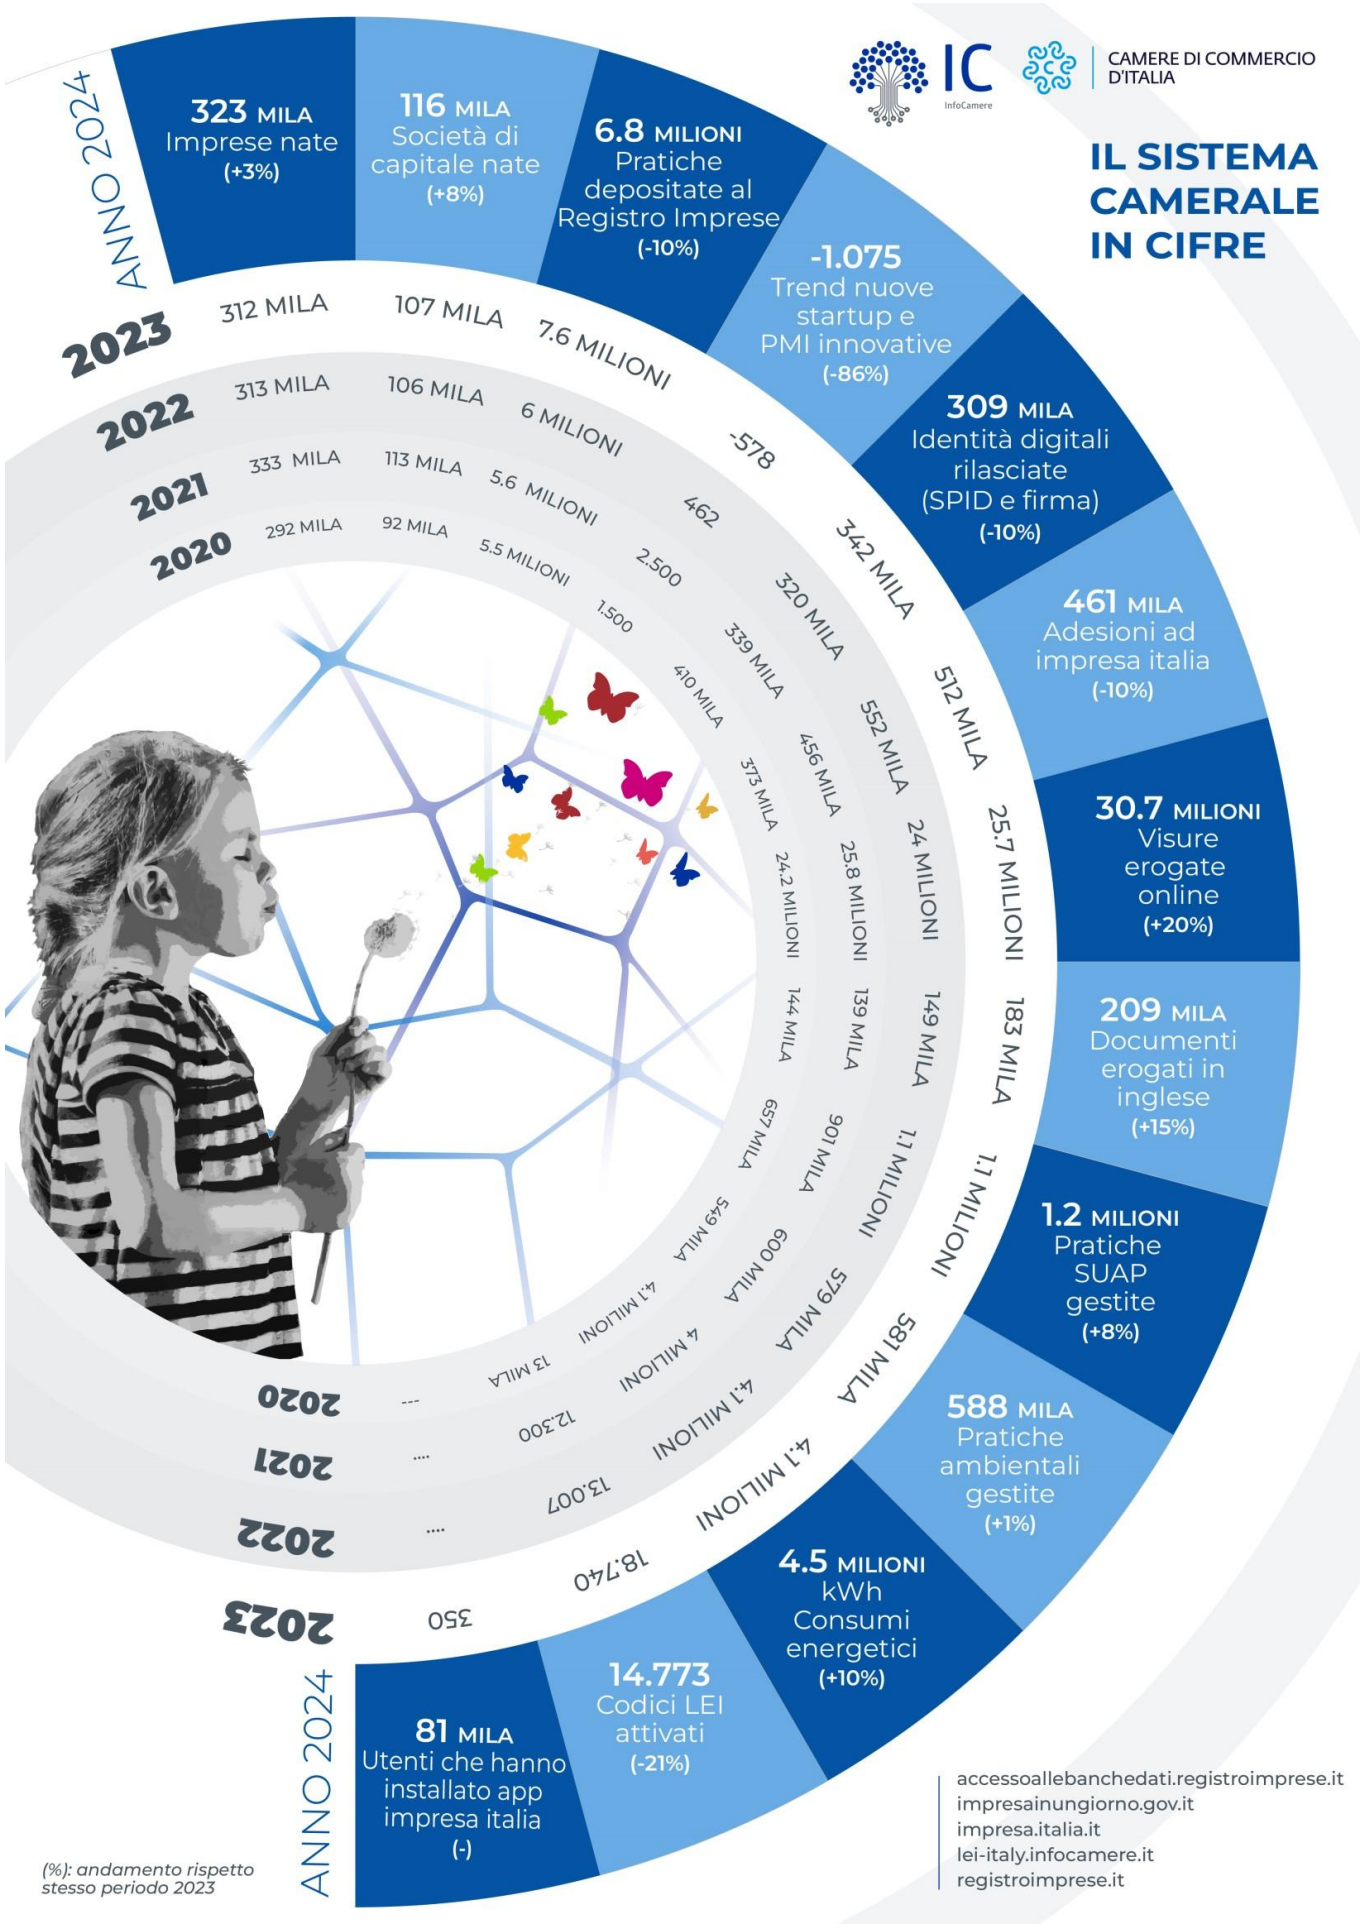 IC
InfoCamere
CAMERE DI COMMERCIO
D'ITALIA
IL SISTEMA
CAMERALE
IN CIFRE
ANNO 2024
323 MILA
Imprese nate
(+3%)
116 MILA
Società di
capitale nate
(+8%)
6.8 MILIONI
Pratiche
depositate al
Registro Imprese
(-10%)
-1.075
Trend nuove
startup e
PMI innovative
(-86%)
309 MILA
Identità digitali
rilasciate
(SPID e firma)
(-10%)
461 MILA
Adesioni ad
impresa italia
(-10%)
30.7 MILIONI
Visure
erogate
online
(+20%)
209 MILA
Documenti
erogati in
inglese
(+15%)
1.2 MILIONI
Pratiche
SUAP
gestite
(+8%)
588 MILA
Pratiche
ambientali
gestite
(+1%)
4.5 MILIONI
kWh
Consumi
energetici
(+10%)
14.773
Codici LEI
attivati
(-21%)
81 MILA
Utenti che hanno
installato app
impresa italia
(-)
ANNO 2024
2023
312 MILA
107 MILA
7.6 MILIONI
-578
342 MILA
512 MILA
25.7 MILIONI
183 MILA
1.1 MILIONI
581 MILA
4.1 MILIONI
18.740
350
2023
2022
313 MILA
106 MILA
6 MILIONI
462
320 MILA
552 MILA
24 MILIONI
149 MILA
1.1 MILIONI
579 MILA
4.1 MILIONI
13.007
....
2022
2021
333 MILA
113 MILA
5.6 MILIONI
2.500
339 MILA
456 MILA
25.8 MILIONI
139 MILA
901 MILA
600 MILA
4 MILIONI
12.300
....
2021
2020
292 MILA
92 MILA
5.5 MILIONI
1.500
410 MILA
373 MILA
24.2 MILIONI
144 MILA
657 MILA
549 MILA
4.1 MILIONI
13 MILA
---
2020
(%): andamento rispetto
stesso periodo 2023
accessoallebanchedati.registroimprese.it
impresainungiorno.gov.it
impresa.italia.it
lei-italy.infocamere.it
registroimprese.it